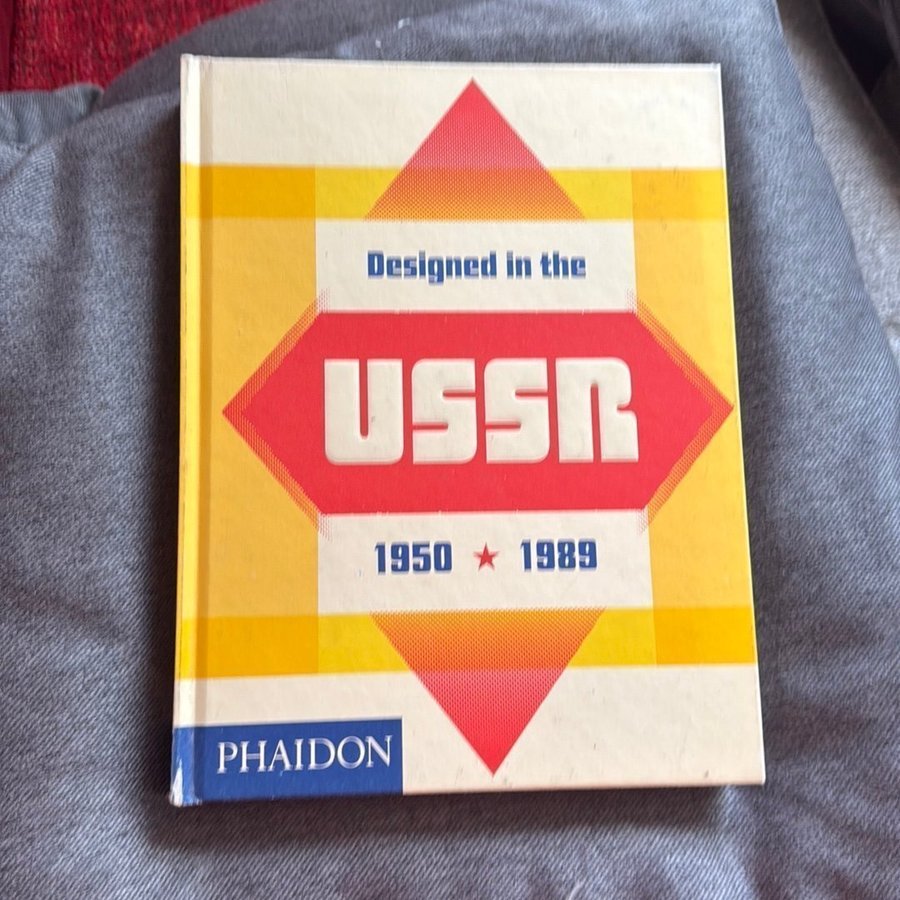 Designed in the
USSR
1950 ★ 1989
PHAIDON